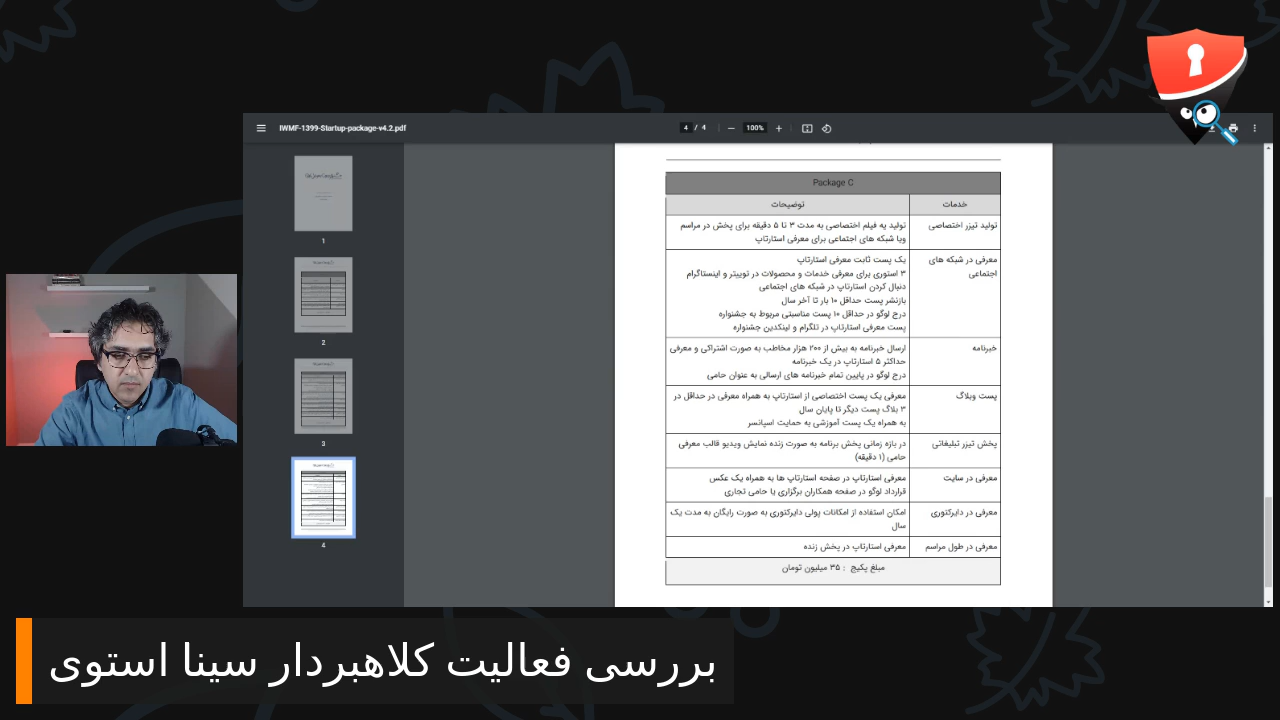 IWMF-1399-Startup-package-v4.2.pdf
4 / 4
100%
1
2
3
4
Package C
خدمات
توضیحات
تولید تیزر اختصاصی
تولید یه فیلم اختصاصی به مدت ۳ تا ۵ دقیقه برای پخش در مراسم
ویا شبکه های اجتماعی برای معرفی استارتاپ
معرفی در شبکه های
اجتماعی
یک پست ثابت معرفی استارتاپ
۳ استوری برای معرفی خدمات و محصولات در توییتر و اینستاگرام
دنبال کردن استارتاپ در شبکه های اجتماعی
بازنشر پست حداقل ۱۰ بار تا آخر سال
درج لوگو در حداقل ۱۰ پست مناسبتی مربوط به جشنواره
پست معرفی استارتاپ در تلگرام و لینکدین جشنواره
خبرنامه
ارسال خبرنامه به بیش از ۲۰۰ هزار مخاطب به صورت اشتراکی و معرفی
حداکثر ۵ استارتاپ در یک خبرنامه
درج لوگو در پایین تمام خبرنامه های ارسالی به عنوان حامی
پست وبلاگ
معرفی یک پست اختصاصی از استارتاپ به همراه معرفی در حداقل در
۳ بلاگ پست دیگر تا پایان سال
به همراه یک پست آموزشی به حمایت اسپانسر
پخش تیزر تبلیغاتی
در بازه زمانی پخش برنامه به صورت زنده نمایش ویدیو قالب معرفی
حامی (۱ دقیقه)
معرفی در سایت
معرفی استارتاپ در صفحه استارتاپ ها به همراه یک عکس
قرارداد لوگو در صفحه همکاران برگزاری یا حامی تجاری
معرفی در دایرکتوری
امکان استفاده از امکانات پولی دایرکتوری به صورت رایگان به مدت یک
سال
معرفی در طول مراسم
معرفی استارتاپ در پخش زنده
مبلغ پکیج : ۳۵ میلیون تومان
بررسی فعالیت کلاهبردار سینا استوی